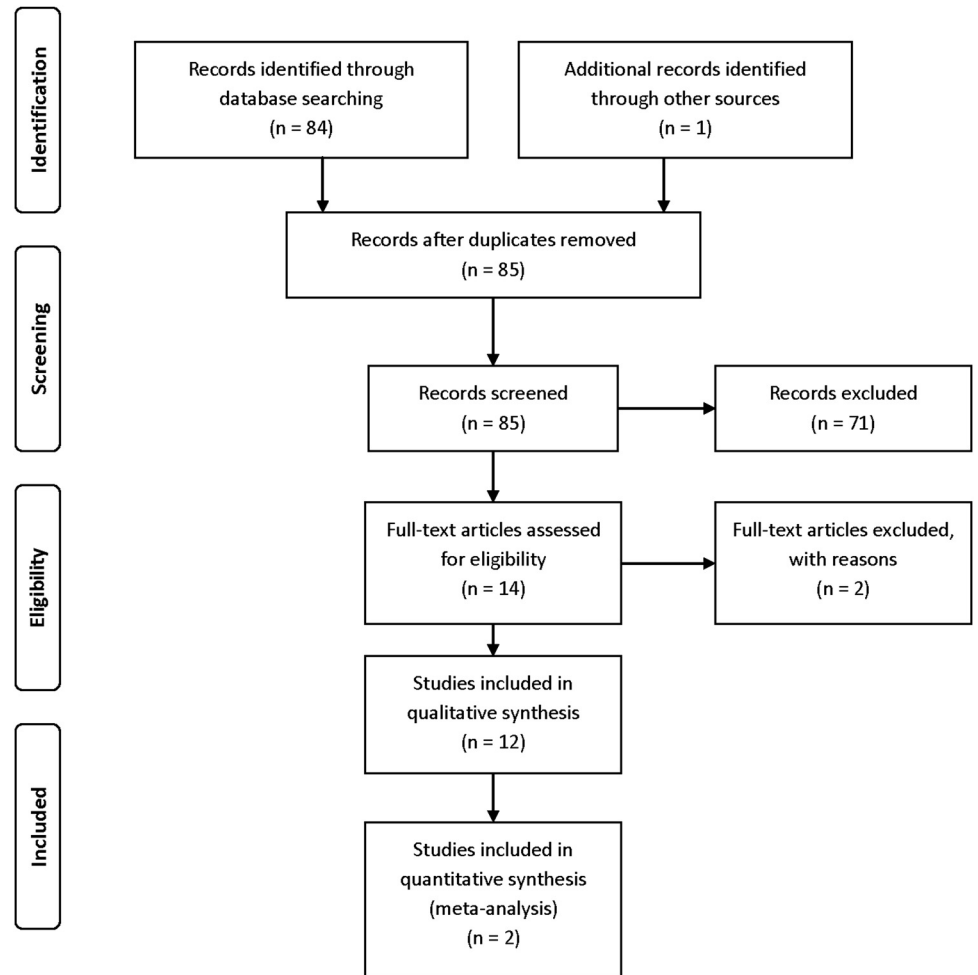 Identification
Records identified through
database searching
(n = 84)
Additional records identified
through other sources
(n = 1)
Records after duplicates removed
(n = 85)
Screening
Records screened
(n = 85)
Records excluded
(n = 71)
Eligibility
Full-text articles assessed
for eligibility
(n = 14)
Full-text articles excluded,
with reasons
(n = 2)
Studies included in
qualitative synthesis
(n = 12)
Included
Studies included in
quantitative synthesis
(meta-analysis)
(n = 2)